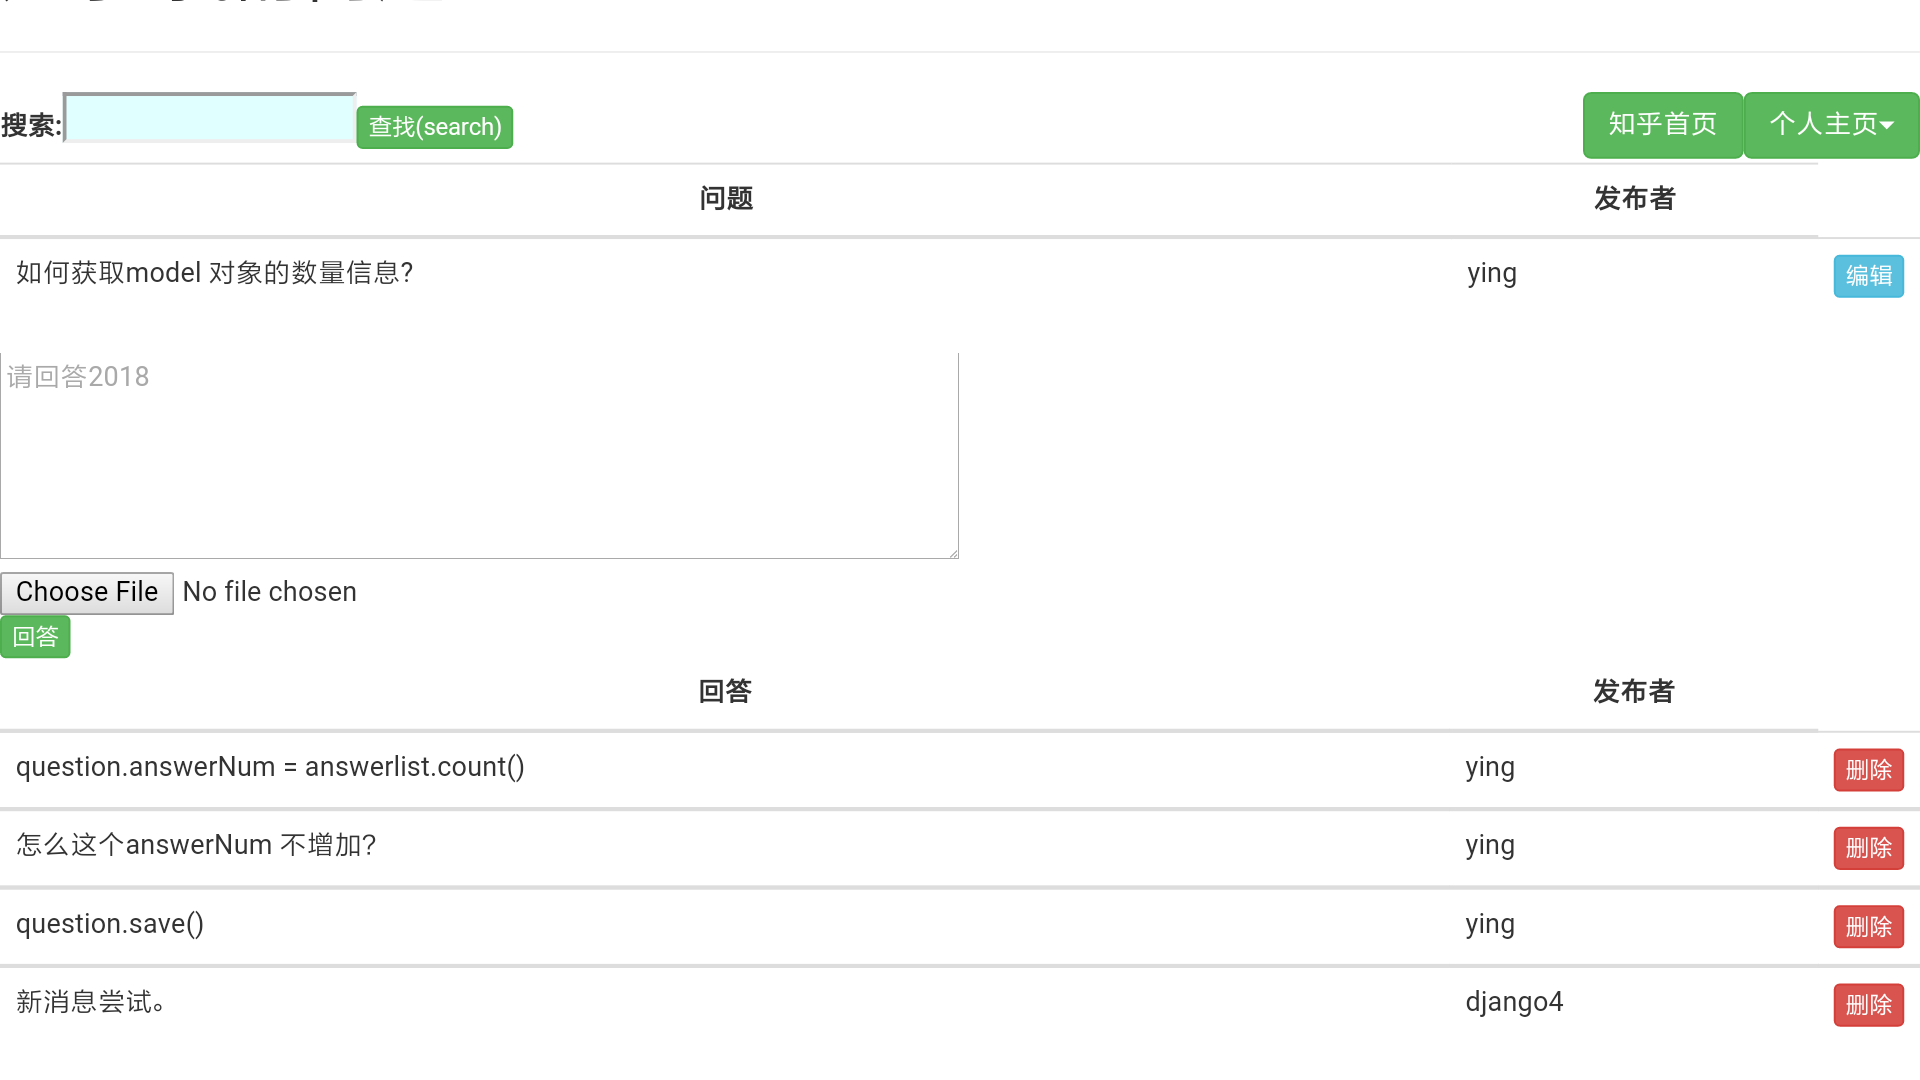 搜索: 查找(search) 知乎首页 个人主页
问题 发布者
如何获取model 对象的数量信息? ying 编辑
请回答2018
Choose File No file chosen
回答
回答 发布者
question.answerNum = answerlist.count() ying 删除
怎么这个answerNum 不增加? ying 删除
question.save() ying 删除
新消息尝试。 django4 删除